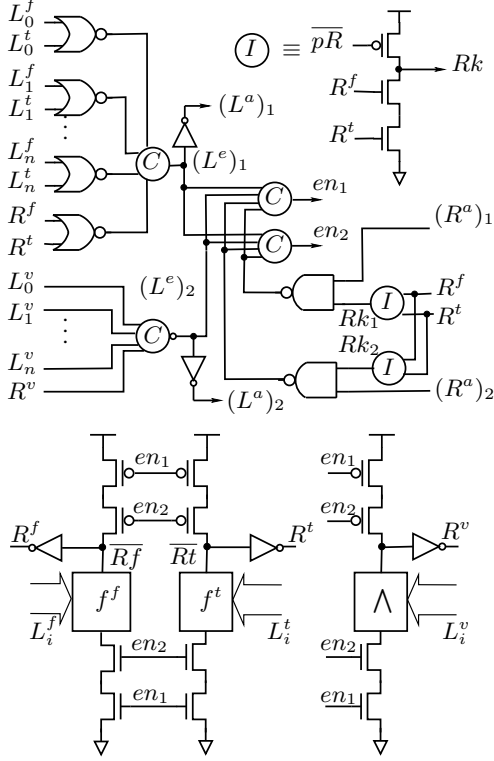 L_0^f
L_0^t
L_1^f
L_1^t
⋮
L_n^f
L_n^t
R^f
R^t
C
(L^a)_1
(L^e)_1
I ≡ \overline{pR}
Rk
R^f
R^t
C en_1
C en_2
(R^a)_1
L_0^v
L_1^v
⋮
L_n^v
R^v
(L^e)_2
C
(L^a)_2
I R^f
Rk_1 R^t
Rk_2
I
(R^a)_2
en_1
en_2
R^f
\overline{Rf} \overline{Rt}
R^t
f^f f^t
L_i^f L_i^t
en_2
en_1
en_1
en_2
R^v
∧
L_i^v
en_2
en_1